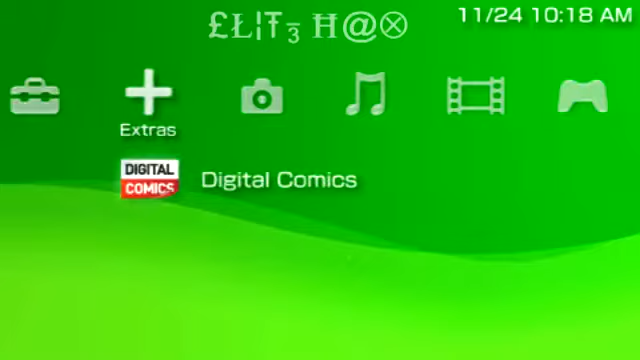 11/24 10:18 AM
£Ł¦Ŧ₃ Ħ@⊗
Extras
DIGITAL
COMICS
Digital Comics